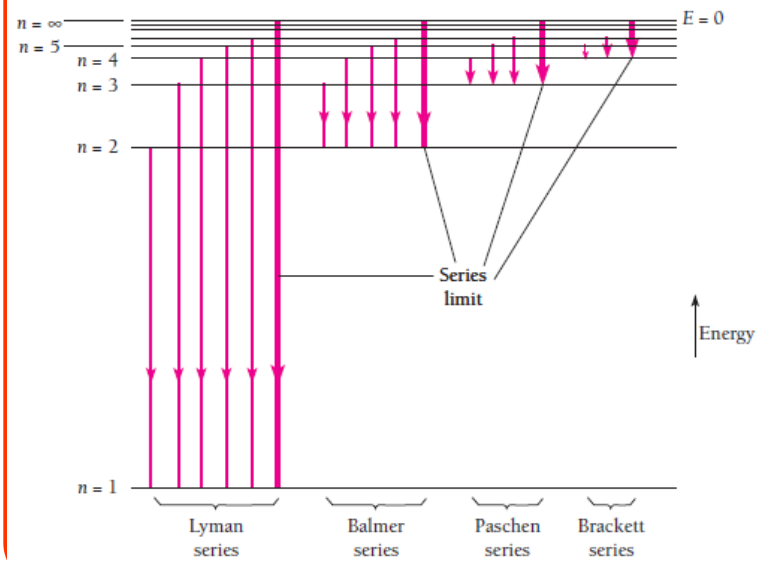 n = ∞
E = 0
n = 5
n = 4
n = 3
n = 2
Series
limit
Energy
n = 1
Lyman
series
Balmer
series
Paschen
series
Brackett
series